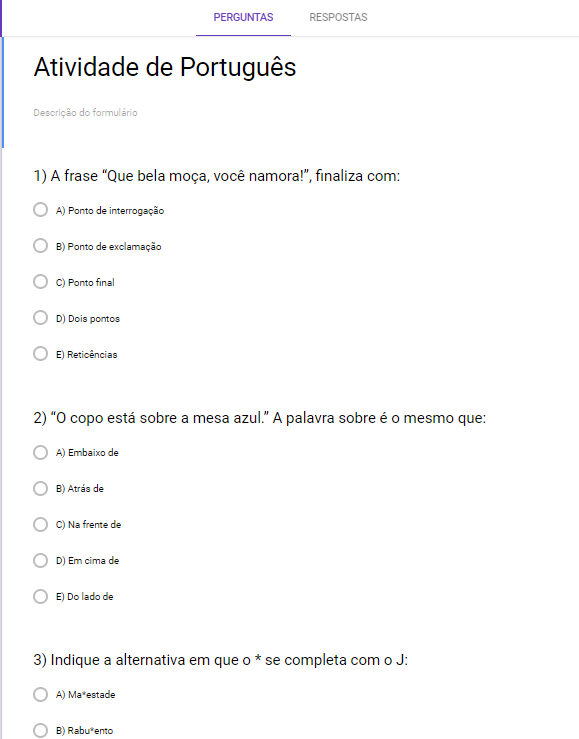 PERGUNTAS RESPOSTAS
Atividade de Português
Descrição do formulário
1) A frase “Que bela moça, você namora!”, finaliza com:
A) Ponto de interrogação
B) Ponto de exclamação
C) Ponto final
D) Dois pontos
E) Reticências
2) “O copo está sobre a mesa azul.” A palavra sobre é o mesmo que:
A) Embaixo de
B) Atrás de
C) Na frente de
D) Em cima de
E) Do lado de
3) Indique a alternativa em que o * se completa com o J:
A) Ma*estade
B) Rabu*ento